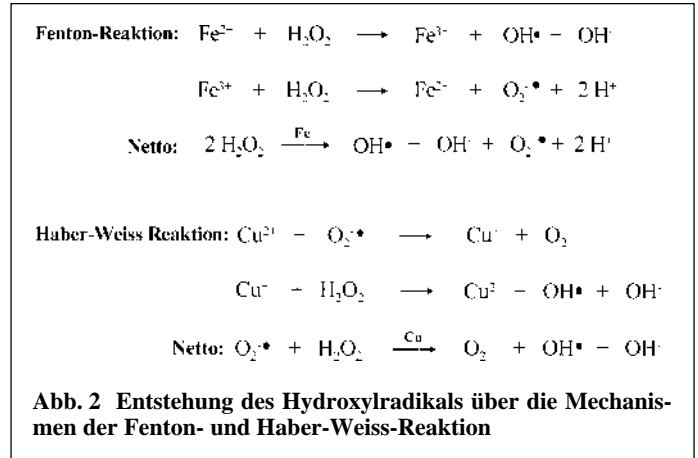 Fenton-Reaktion: Fe²⁺ + H₂O₂ ⟶ Fe³⁺ + OH• + OH⁻
Fe³⁺ + H₂O₂ ⟶ Fe²⁺ + O₂⁻• + 2 H⁺
Netto: 2 H₂O₂ ⟶ Fe OH• + OH⁻ + O₂⁻• + 2 H⁺
Haber-Weiss Reaktion: Cu²⁺ + O₂⁻• ⟶ Cu⁺ + O₂
Cu⁺ + H₂O₂ ⟶ Cu²⁺ + OH• + OH⁻
Netto: O₂⁻• + H₂O₂ ⟶ Cu O₂ + OH• + OH⁻
Abb. 2 Entstehung des Hydroxylradikals über die Mechanis-
men der Fenton- und Haber-Weiss-Reaktion